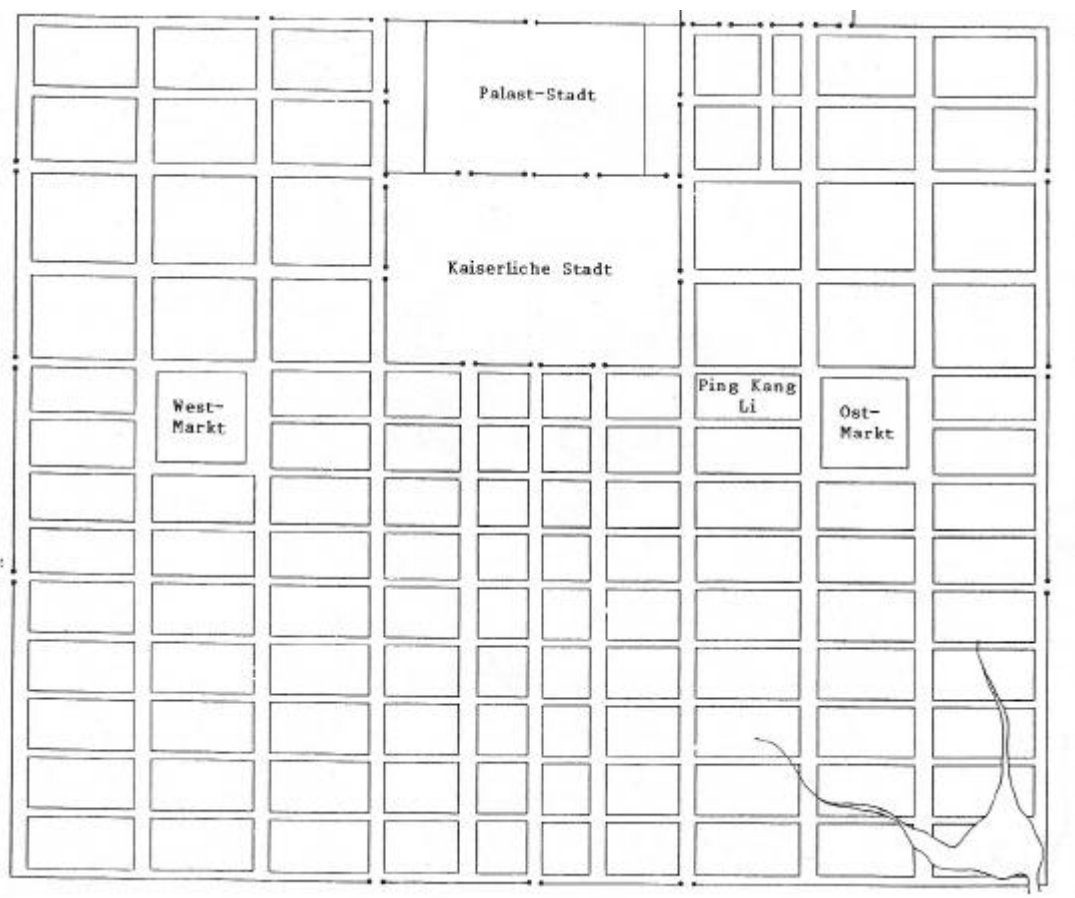 Palast-Stadt
Kaiserliche Stadt
West-
Markt
Ping Kang
Li
Ost-
Markt